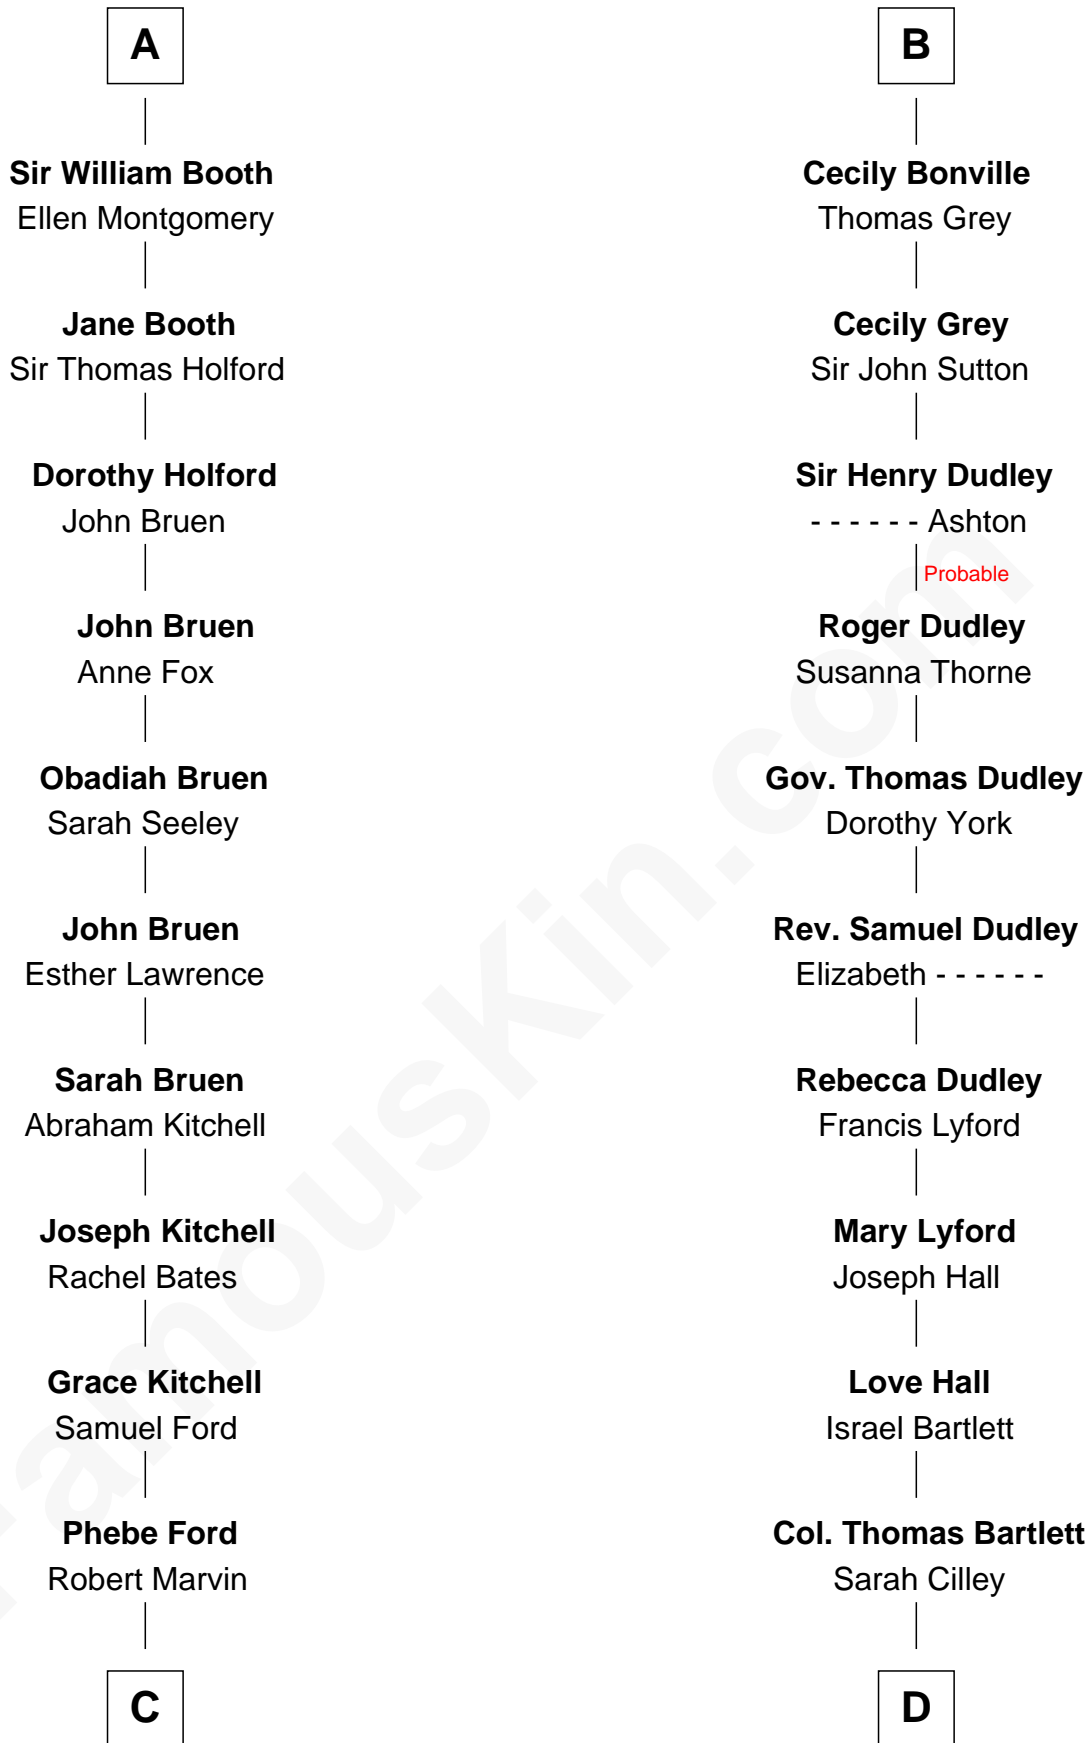 A
Sir William Booth
Ellen Montgomery
Jane Booth
Sir Thomas Holford
Dorothy Holford
John Bruen
John Bruen
Anne Fox
Obadiah Bruen
Sarah Seeley
John Bruen
Esther Lawrence
Sarah Bruen
Abraham Kitchell
Joseph Kitchell
Rachel Bates
Grace Kitchell
Samuel Ford
Phebe Ford
Robert Marvin
C
B
Cecily Bonville
Thomas Grey
Cecily Grey
Sir John Sutton
Sir Henry Dudley
- - - - - - Ashton
Probable
Roger Dudley
Susanna Thorne
Gov. Thomas Dudley
Dorothy York
Rev. Samuel Dudley
Elizabeth - - - - - -
Rebecca Dudley
Francis Lyford
Mary Lyford
Joseph Hall
Love Hall
Israel Bartlett
Col. Thomas Bartlett
Sarah Cilley
D
FamousKin.com